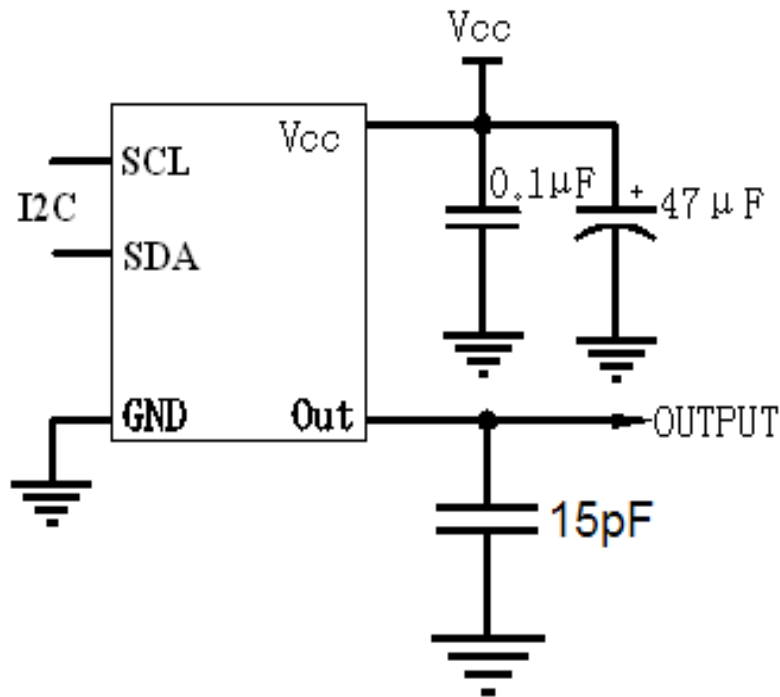 Vcc
Vcc
SCL
0.1μF
47μF
I2C
SDA
GND
Out
OUTPUT
15pF